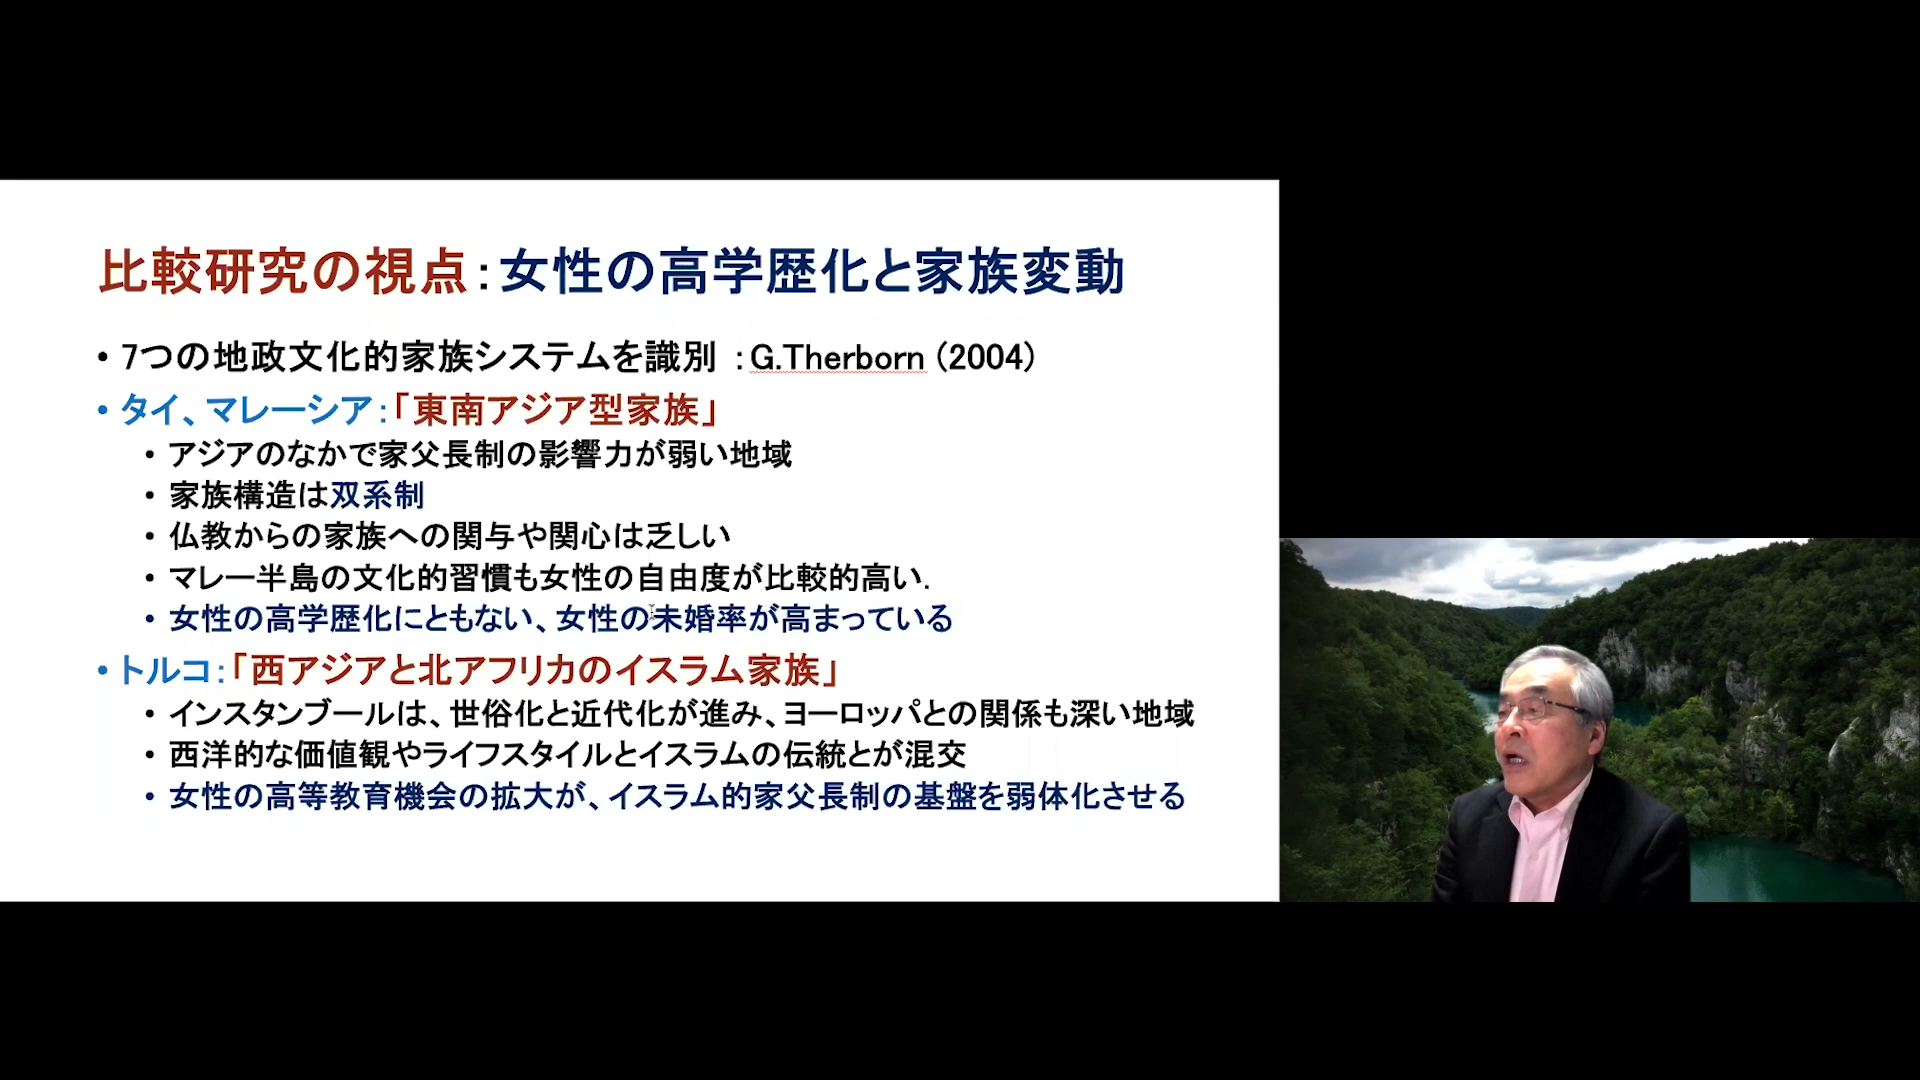 比較研究の視点：女性の高学歴化と家族変動
• 7つの地政文化的家族システムを識別 ：G.Therborn (2004)
• タイ、マレーシア：「東南アジア型家族」
• アジアのなかで家父長制の影響力が弱い地域
• 家族構造は双系制
• 仏教からの家族への関与や関心は乏しい
• マレー半島の文化的習慣も女性の自由度が比較的高い.
• 女性の高学歴化にともない、女性の未婚率が高まっている
• トルコ：「西アジアと北アフリカのイスラム家族」
• インスタンブールは、世俗化と近代化が進み、ヨーロッパとの関係も深い地域
• 西洋的な価値観やライフスタイルとイスラムの伝統とが混交
• 女性の高等教育機会の拡大が、イスラム的家父長制の基盤を弱体化させる